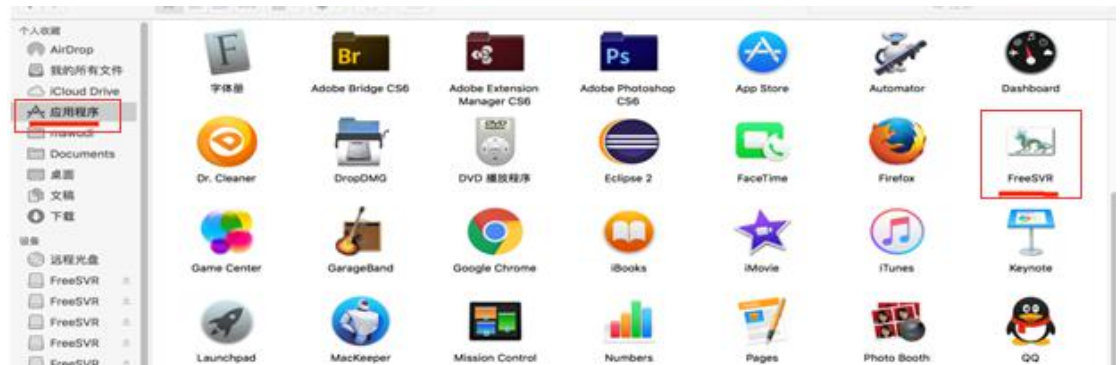 个人收藏
AirDrop
我的所有文件
iCloud Drive
应用程序
mawudi
Documents
桌面
文稿
下载
设备
远程光盘
FreeSVR
FreeSVR
FreeSVR
FreeSVR
FreeSVR
F
Br
Ps
字体册
Adobe Bridge CS6
Adobe Extension
Manager CS6
Adobe Photoshop
CS6
App Store
Automator
Dashboard
Dr. Cleaner
DropDMG
DVD 播放程序
Eclipse 2
FaceTime
Firefox
FreeSVR
Game Center
GarageBand
Google Chrome
iBooks
iMovie
iTunes
Keynote
Launchpad
MacKeeper
Mission Control
Numbers
Pages
Photo Booth
QQ